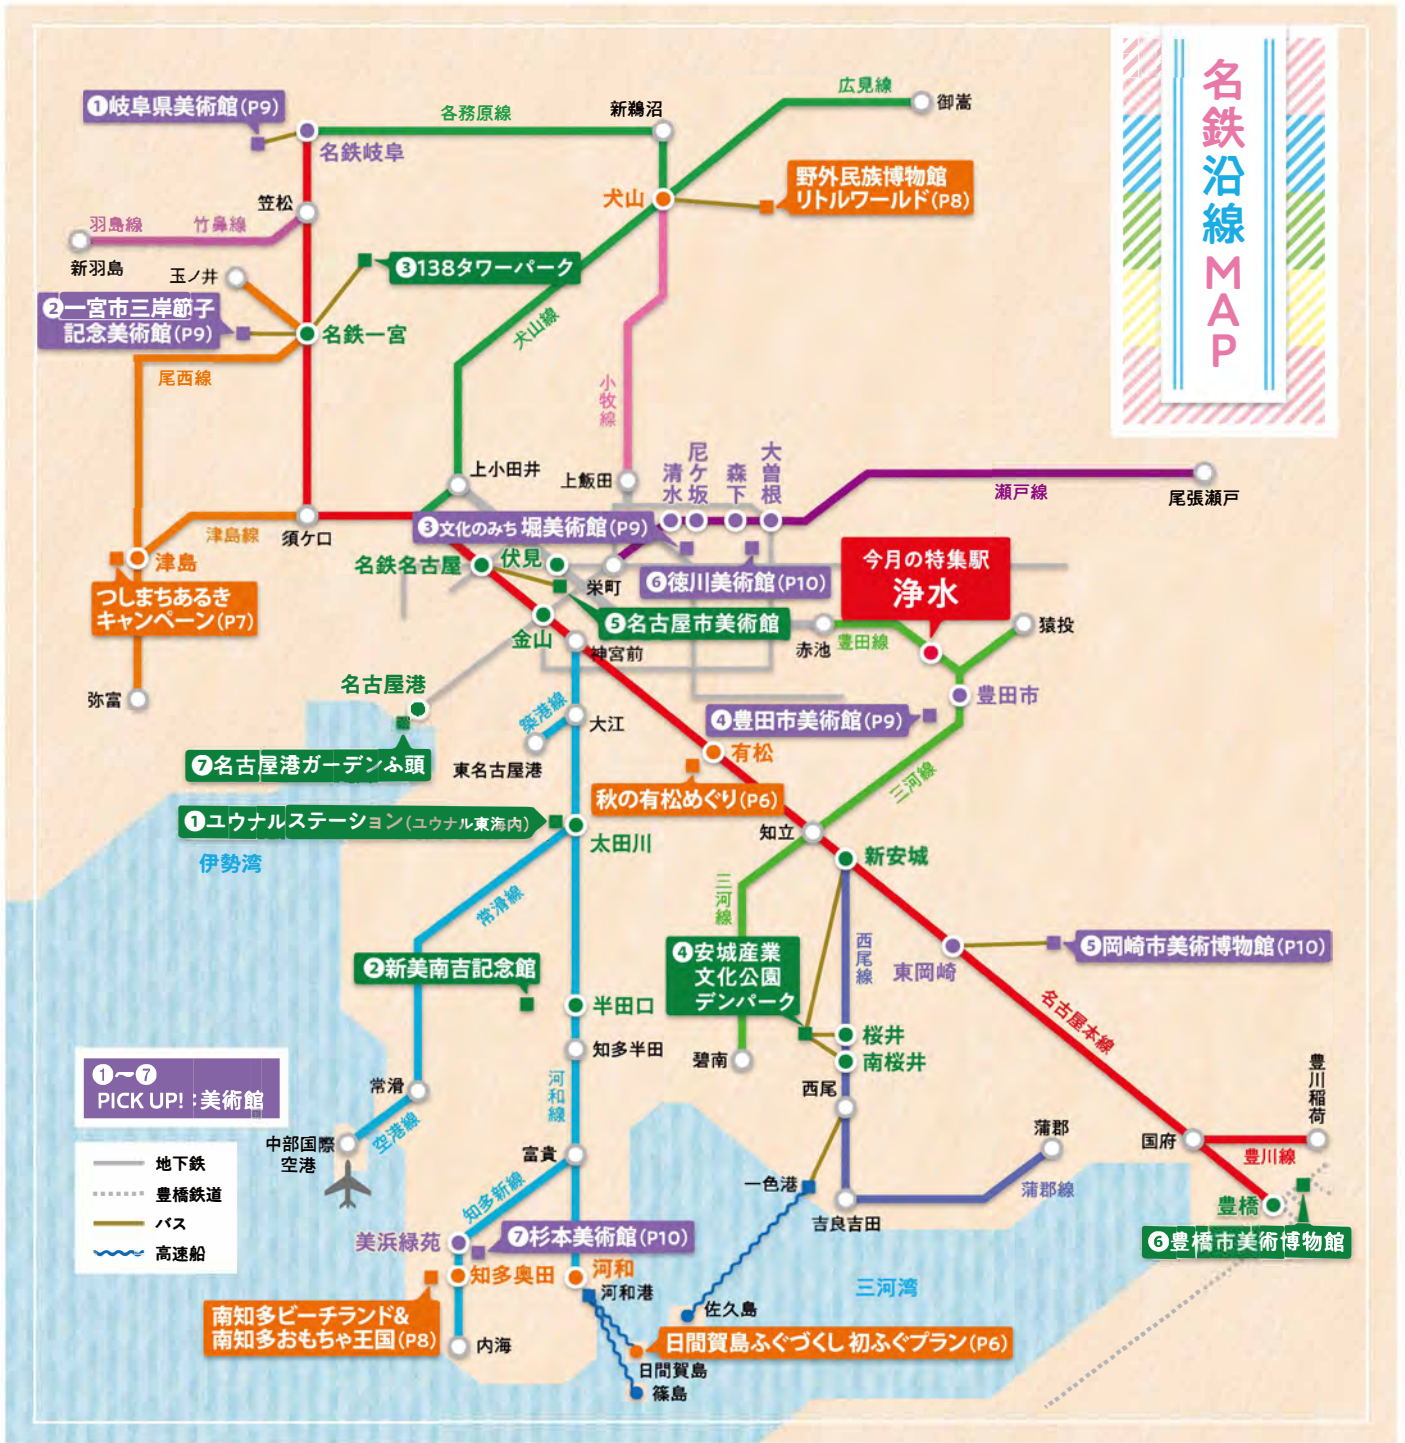 名鉄沿線MAP
❶岐阜県美術館(P9)
名鉄岐阜
各務原線
新鵜沼
広見線
御嵩
犬山
野外民族博物館
リトルワールド(P8)
笠松
羽島線
竹鼻線
新羽島
玉ノ井
❸138タワーパーク
❷一宮市三岸節子
記念美術館(P9)
名鉄一宮
尾西線
犬山線
小牧線
上小田井
上飯田
清水
尼ケ坂
森下
大曽根
瀬戸線
尾張瀬戸
津島線
須ケ口
❸文化のみち 堀美術館(P9)
津島
つしまちあるき
キャンペーン(P7)
名鉄名古屋
伏見
栄町
❻徳川美術館(P10)
今月の特集駅
浄水
❺名古屋市美術館
金山
神宮前
赤池
豊田線
猿投
弥富
名古屋港
築港線
大江
東名古屋港
豊田市
❹豊田市美術館(P9)
❼名古屋港ガーデンふ頭
有松
秋の有松めぐり(P6)
三河線
❶ユウナルステーション(ユウナル東海内)
太田川
知立
新安城
伊勢湾
常滑線
三河線
❷新美南吉記念館
❹安城産業
文化公園
デンパーク
西尾線
東岡崎
❺岡崎市美術博物館(P10)
名古屋本線
半田口
知多半田
碧南
桜井
南桜井
西尾
❶〜❼
PICK UP!:美術館
常滑
河和線
中部国際
空港
空港線
富貴
蒲郡
国府
豊川稲荷
豊川線
地下鉄
豊橋鉄道
バス
高速船
知多新線
一色港
吉良吉田
蒲郡線
豊橋
❻豊橋市美術博物館
美浜緑苑
❼杉本美術館(P10)
知多奥田
河和
河和港
三河湾
南知多ビーチランド&
南知多おもちゃ王国(P8)
内海
佐久島
日間賀島ふぐづくし 初ふぐプラン(P6)
日間賀島
篠島